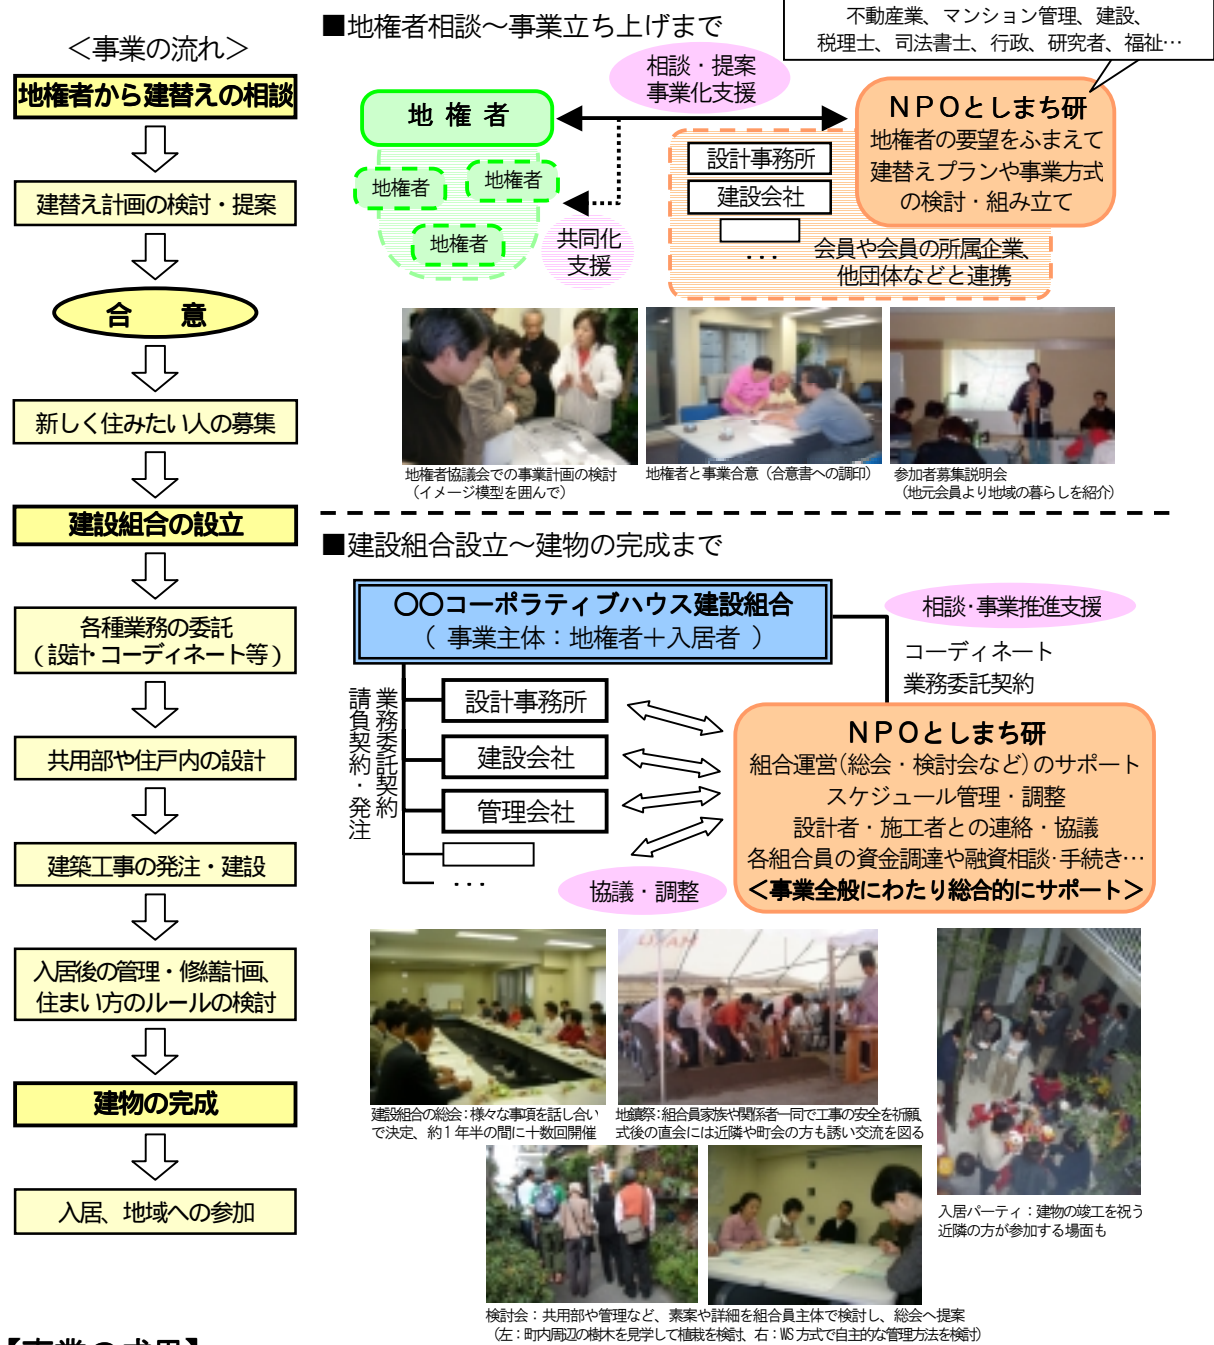 ＜事業の流れ＞
地権者から建替えの相談
建替え計画の検討・提案
合　意
新しく住みたい人の募集
建設組合の設立
各種業務の委託
(設計・コーディネート等)
共用部や住戸内の設計
建築工事の発注・建設
入居後の管理・修繕計画、
住まい方のルールの検討
建物の完成
入居、地域への参加
■地権者相談～事業立ち上げまで
不動産業、マンション管理、建設、
税理士、司法書士、行政、研究者、福祉…
相談・提案
事業化支援
地 権 者
地権者
地権者
地権者
共同化
支援
設計事務所
建設会社
...
ＮＰＯとしまち研
地権者の要望をふまえて
建替えプランや事業方式
の検討・組み立て
会員や会員の所属企業、
他団体などと連携
地権者協議会での事業計画の検討
（イメージ模型を囲んで）
地権者と事業合意（合意書への調印）
参加者募集説明会
（地元会員より地域の暮らしを紹介）
■建設組合設立～建物の完成まで
〇〇コーポラティブハウス建設組合
（ 事業主体：地権者＋入居者 ）
相談・事業推進支援
コーディネート
業務委託契約
業務委託契約
請負契約・発注
設計事務所
建設会社
管理会社
...
協議・調整
ＮＰＯとしまち研
組合運営(総会・検討会など)のサポート
スケジュール管理・調整
設計者・施工者との連絡・協議
各組合員の資金調達や融資相談・手続き…
＜事業全般にわたり総合的にサポート＞
建設組合の総会：様々な事項を話し合い
で決定、約１年半の間に十数回開催
地鎮祭：組合員家族や関係者一同で工事の安全を祈願、
式後の直会には近隣や町会の方も誘い交流を図る
入居パーティ：建物の竣工を祝う
近隣の方が参加する場面も
検討会：共用部や管理など、素案や詳細を組合員主体で検討し、総会へ提案
（左：町内周辺の樹木を見学して植栽を検討、右：WS方式で自主的な管理方法を検討）
【事業の成果】